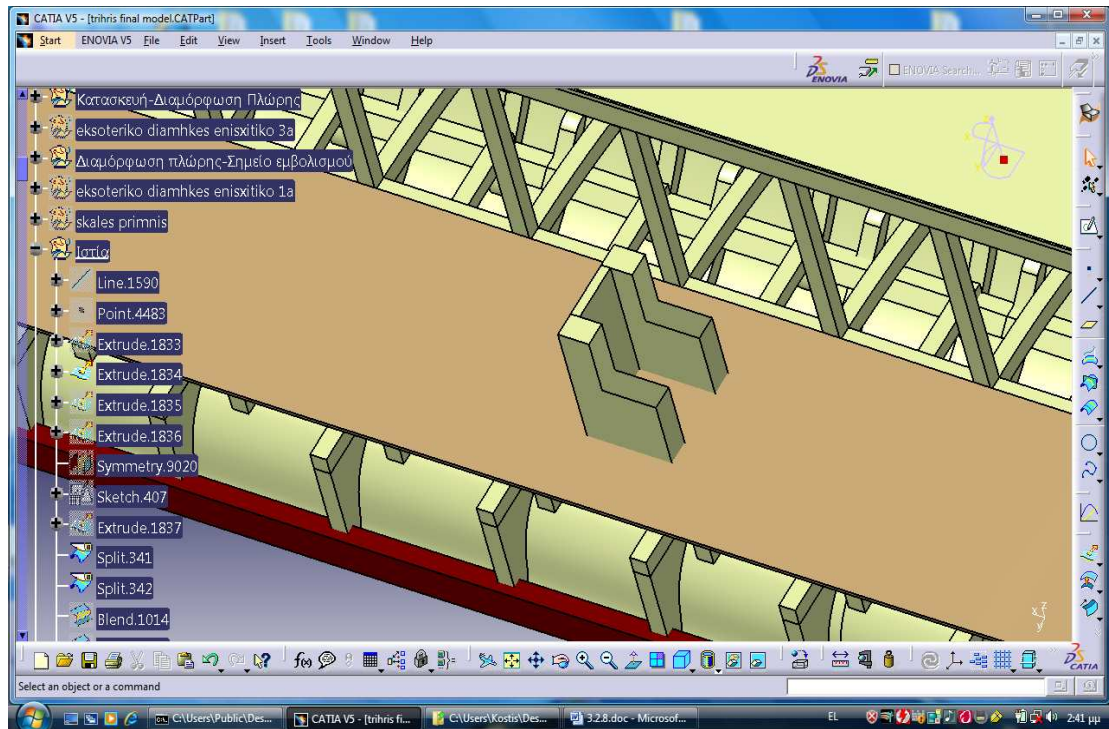 CATIA V5 - [trihris final model.CATPart]
Start ENOVIA V5 File Edit View Insert Tools Window Help
ENOVIA ENOVIA Search...
Κατασκευή-Διαμόρφωση Πλώρης
eksoteriko diamhkes enisxitiko 3a
Διαμόρφωση πλώρης-Σημείο εμβολισμού
eksoteriko diamhkes enisxitiko 1a
skales primnis
Ιστία
Line.1590
Point.4483
Extrude.1833
Extrude.1834
Extrude.1835
Extrude.1836
Symmetry.9020
Sketch.407
Extrude.1837
Split.341
Split.342
Blend.1014
x z
y
f(x)
CATIA
Select an object or a command
C:\Users\Public\Des... CATIA V5 - [trihris fi... C:\Users\Kostis\Des... 3.2.8.doc - Microsof... EL 2:41 μμ